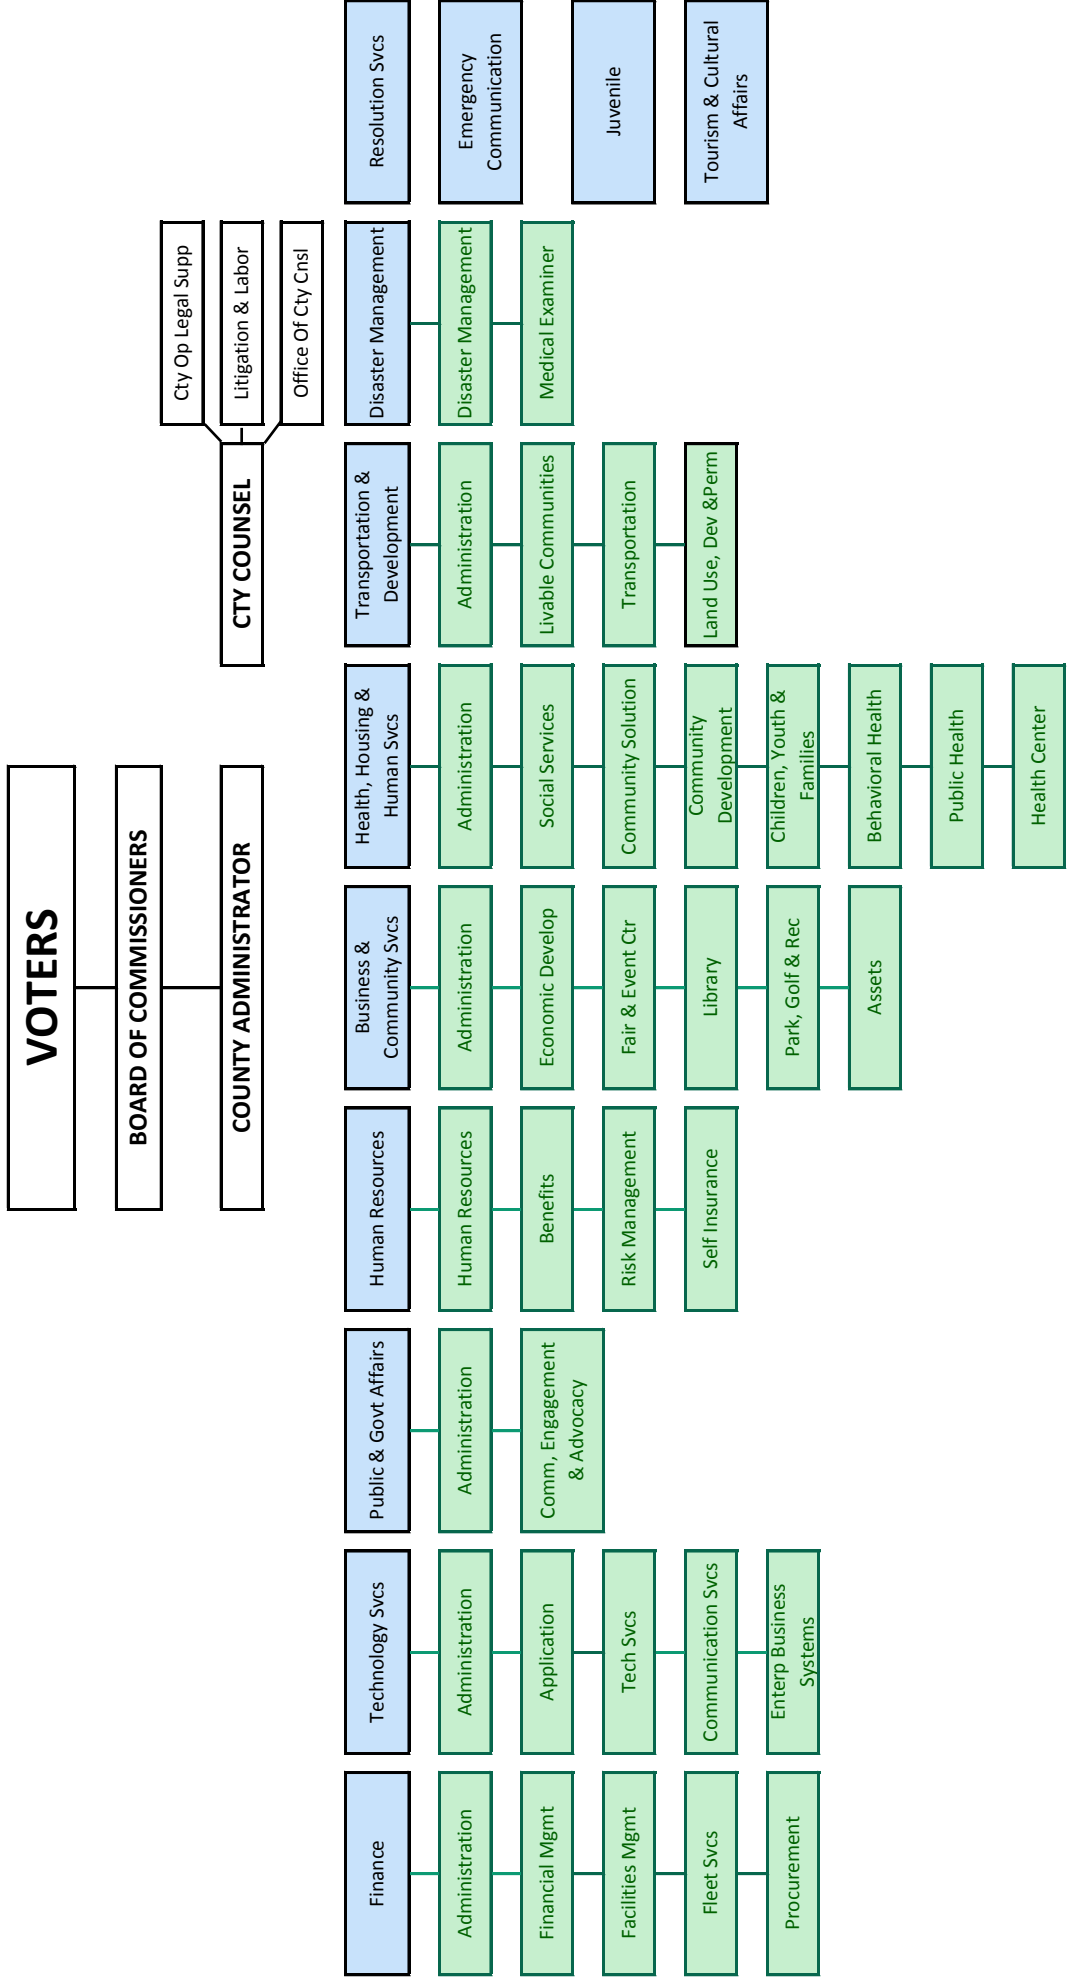 VOTERS
BOARD OF COMMISSIONERS
COUNTY ADMINISTRATOR
CTY COUNSEL
Cty Op Legal Supp
Litigation & Labor
Office Of Cty Cnsl
Finance
Administration
Financial Mgmt
Facilities Mgmt
Fleet Svcs
Procurement
Technology Svcs
Administration
Application
Tech Svcs
Communication Svcs
Enterp Business
Systems
Public & Govt Affairs
Administration
Comm, Engagement
& Advocacy
Human Resources
Human Resources
Benefits
Risk Management
Self Insurance
Business &
Community Svcs
Administration
Economic Develop
Fair & Event Ctr
Library
Park, Golf & Rec
Assets
Health, Housing &
Human Svcs
Administration
Social Services
Community Solution
Community
Development
Children, Youth &
Families
Behavioral Health
Public Health
Health Center
Transportation &
Development
Administration
Livable Communities
Transportation
Land Use, Dev &Perm
Disaster Management
Disaster Management
Medical Examiner
Resolution Svcs
Emergency
Communication
Juvenile
Tourism & Cultural
Affairs